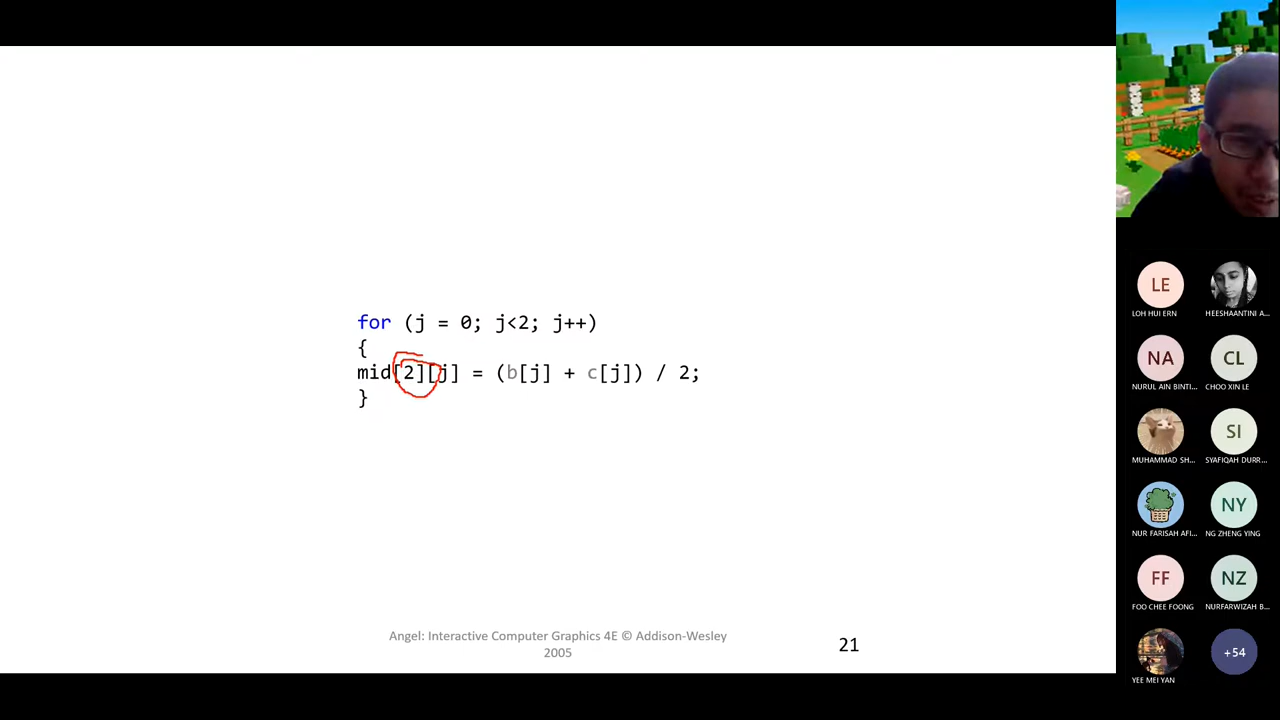 for (j = 0; j<2; j++)
{
mid[2][j] = (b[j] + c[j]) / 2;
}
Angel: Interactive Computer Graphics 4E © Addison-Wesley
2005
21
LE
LOH HUI ERN
HEESHAANTINI A...
NA
NURUL AIN BINTI...
CL
CHOO XIN LE
MUHAMMAD SH...
SI
SYAFIQAH DURR...
NUR FARISAH AFI...
NY
NG ZHENG YING
FF
FOO CHEE FOONG
NZ
NURFARWIZAH B...
YEE MEI YAN
+54